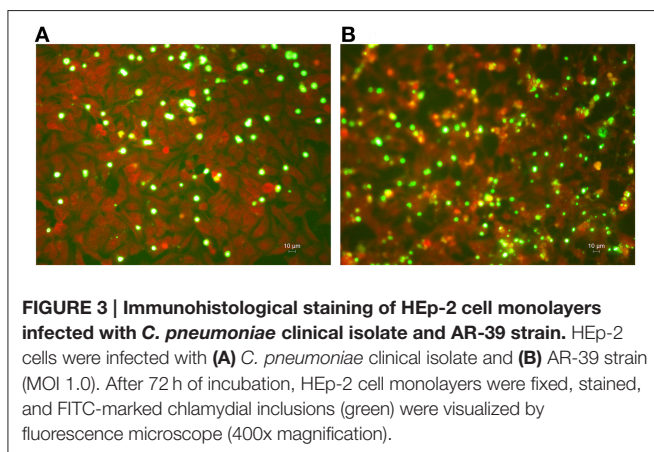 A
B
10 µm
10 µm
FIGURE 3 | Immunohistological staining of HEp-2 cell monolayers
infected with C. pneumoniae clinical isolate and AR-39 strain. HEp-2
cells were infected with (A) C. pneumoniae clinical isolate and (B) AR-39 strain
(MOI 1.0). After 72 h of incubation, HEp-2 cell monolayers were fixed, stained,
and FITC-marked chlamydial inclusions (green) were visualized by
fluorescence microscope (400x magnification).